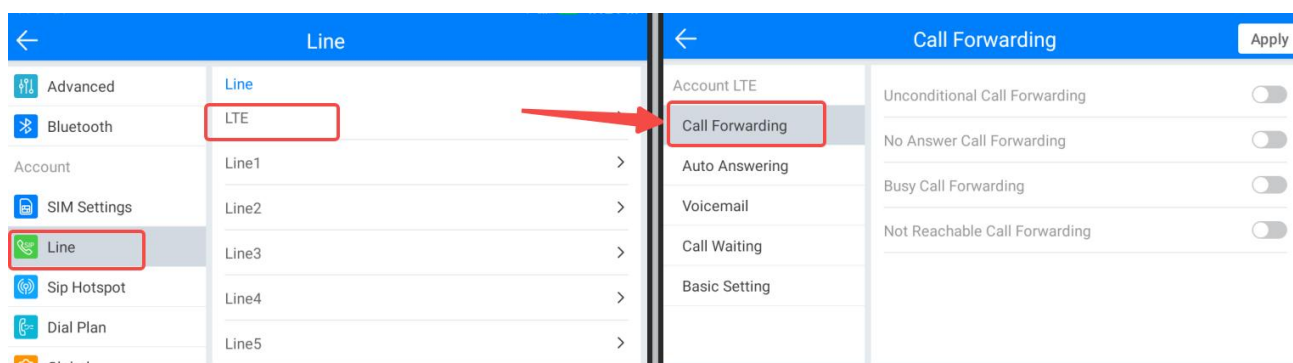 Line
Advanced
Bluetooth
Account
SIM Settings
Line
Sip Hotspot
Dial Plan
Line
LTE
Line1
Line2
Line3
Line4
Line5
Call Forwarding
Apply
Account LTE
Call Forwarding
Auto Answering
Voicemail
Call Waiting
Basic Setting
Unconditional Call Forwarding
No Answer Call Forwarding
Busy Call Forwarding
Not Reachable Call Forwarding